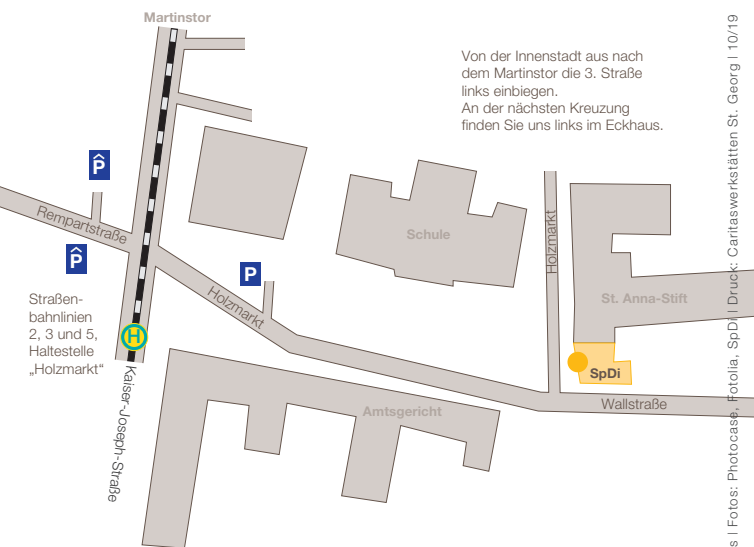 Martinstor
Von der Innenstadt aus nach
dem Martinstor die 3. Straße
links einbiegen.
An der nächsten Kreuzung
finden Sie uns links im Eckhaus.
P
Rempartstraße
P
P
Schule
Holzmarkt
St. Anna-Stift
Holzmarkt
Straßen-
bahnlinien
2, 3 und 5,
Haltestelle
„Holzmarkt“
H
SpDi
Kaiser-Joseph-Straße
Amtsgericht
Wallstraße
s | Fotos: Photocase, Fotolia, SpDi | Druck: Caritaswerkstätten St. Georg | 10/19